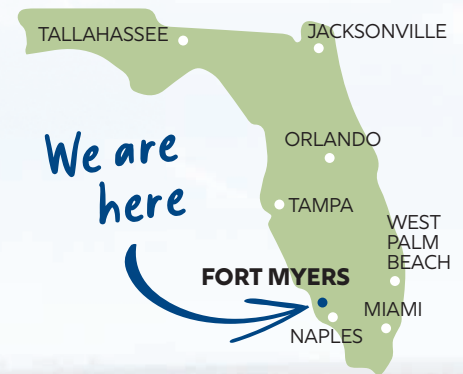 TALLAHASSEE
JACKSONVILLE
ORLANDO
We are
here
TAMPA
WEST
PALM
BEACH
FORT MYERS
MIAMI
NAPLES